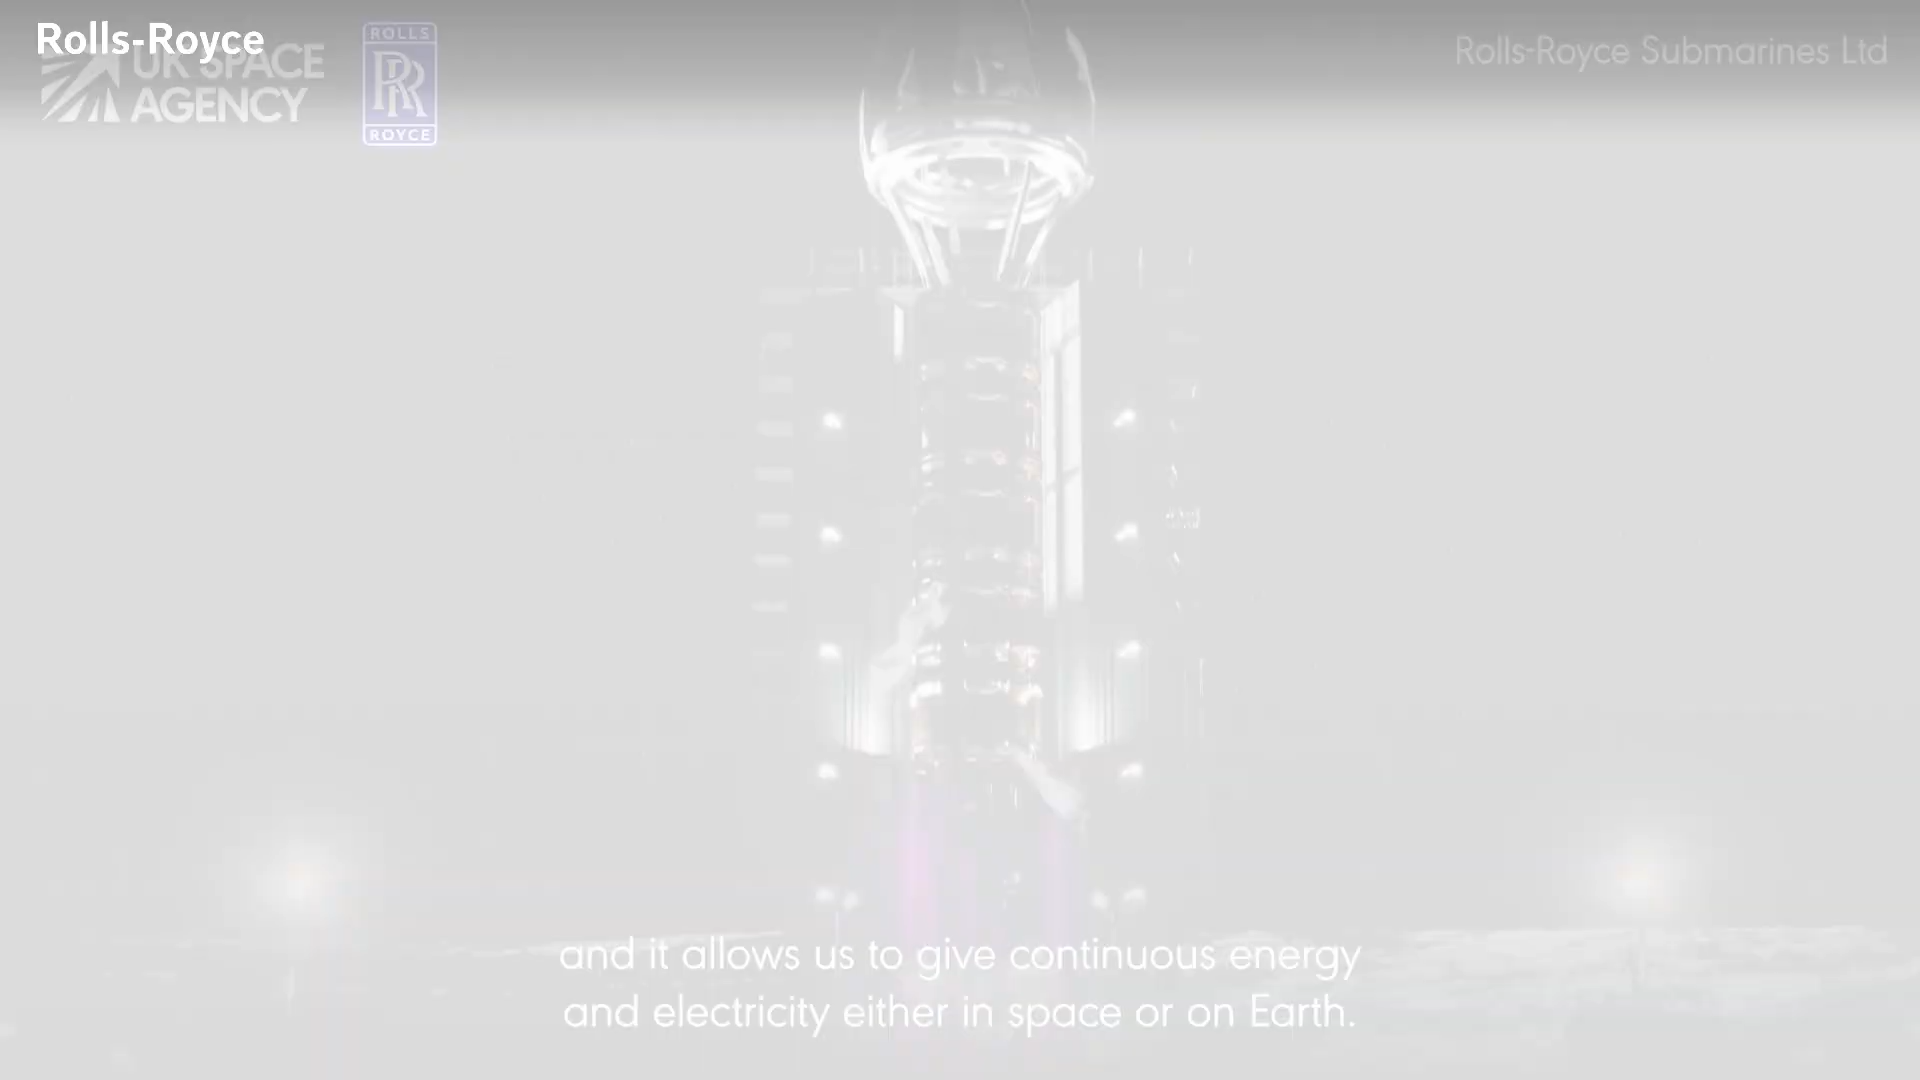 Rolls-Royce
UK SPACE
AGENCY
ROLLS
RR
ROYCE
Rolls-Royce Submarines Ltd
and it allows us to give continuous energy
and electricity either in space or on Earth.